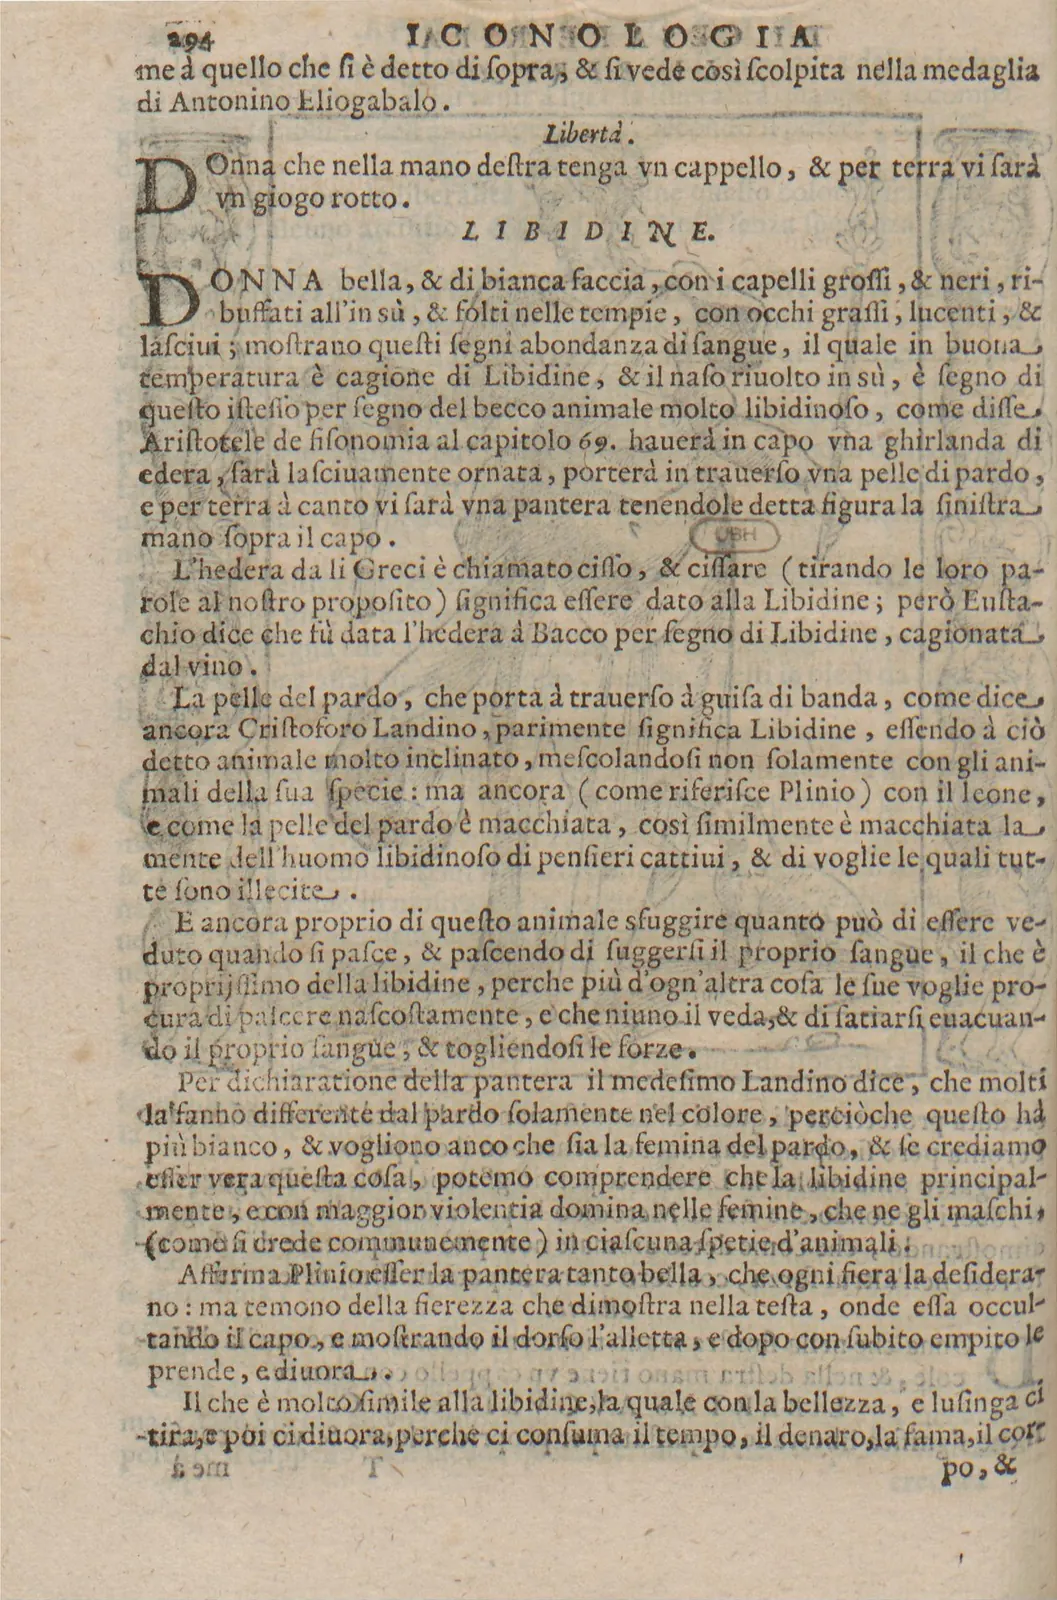 294 ICONOLOGIA
me à quello che ſi è detto di ſopra, & ſi vede così ſcolpita nella medaglia
di Antonino Eliogabalo.
Libertà.
DOnna che nella mano deſtra tenga vn cappello, & per terra vi ſarà
vn giogo rotto.
LIBIDINE.
DONNA bella, & di bianca faccia, con i capelli groſſi, & neri, ri-
buffati all'in sù, & folti nelle tempie, con occhi graſſi, lucenti, &
laſciui; moſtrano queſti ſegni abondanza di ſangue, il quale in buona
temperatura è cagione di Libidine, & il naſo riuolto in sù, è ſegno di
queſto iſteſſo per ſegno del becco animale molto libidinoſo, come diſſe
Ariſtotele de fiſonomia al capitolo 69. hauerà in capo vna ghirlanda di
edera, ſarà laſciuamente ornata, porterà in trauerſo vna pelle di pardo,
e per terra à canto vi ſarà vna pantera tenendole detta figura la ſiniſtra
mano ſopra il capo.
UBH
L'hedera da li Greci è chiamato ciſſo, & ciſſare (tirando le loro pa-
role al noſtro propoſito) ſignifica eſſere dato alla Libidine; però Euſta-
chio dice che fù data l'hedera à Bacco per ſegno di Libidine, cagionata
dal vino.
La pelle del pardo, che porta à trauerſo à guiſa di banda, come dice
ancora Criſtoforo Landino, parimente ſignifica Libidine, eſſendo à ciò
detto animale molto inclinato, meſcolandoſi non ſolamente con gli ani-
mali della ſua ſpecie: ma ancora (come riferiſce Plinio) con il leone,
e come la pelle del pardo è macchiata, così ſimilmente è macchiata la
mente dell'huomo libidinoſo di penſieri cattiui, & di voglie le quali tut-
te ſono illecite.
E ancora proprio di queſto animale sfuggire quanto può di eſſere ve-
duto quando ſi paſce, & paſcendo di ſuggerſi il proprio ſangue, il che è
proprijſſimo della libidine, perche più d'ogn'altra coſa le ſue voglie pro-
cura di paſcere naſcoſtamente, e che niuno il veda, & di ſatiarſi euacuan-
do il proprio ſangue, & togliendoſi le forze.
Per dichiaratione della pantera il medeſimo Landino dice, che molti
la fanno differente dal pardo ſolamente nel colore, perciòche queſto hà
più bianco, & vogliono anco che ſia la femina del pardo, & ſe crediamo
eſſer vera queſta coſa, potemo comprendere che la libidine principal-
mente, e con maggior violentia domina nelle femine, che ne gli maſchi,
(come ſi crede communemente) in ciaſcuna ſpetie d'animali.
Afferma Plinio eſſer la pantera tanto bella, che ogni fiera la deſidera-
no: ma temono della fierezza che dimoſtra nella teſta, onde eſſa occul-
tando il capo, e moſtrando il dorſo l'alletta, e dopo con ſubito empito le
prende, e diuora.
Il che è molto ſimile alla libidine, la quale con la bellezza, e luſinga ci
tira, e poi ci diuora, perche ci conſuma il tempo, il denaro, la fama, il cor-
po, &